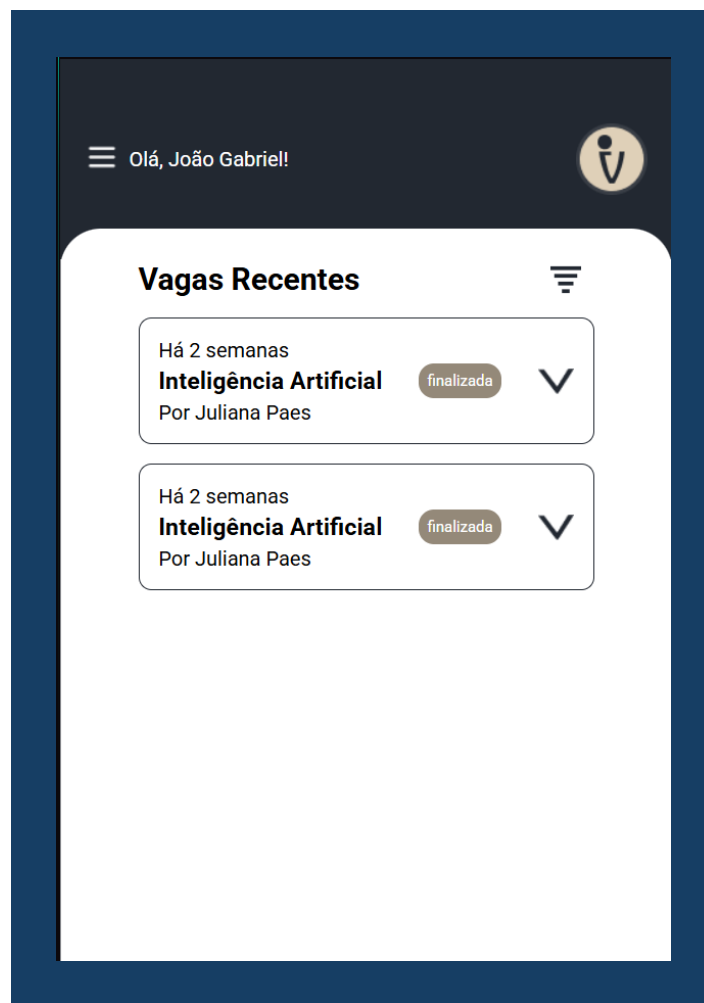 Olá, João Gabriel!
Vagas Recentes
Há 2 semanas
Inteligência Artificial
finalizada
Por Juliana Paes
Há 2 semanas
Inteligência Artificial
finalizada
Por Juliana Paes